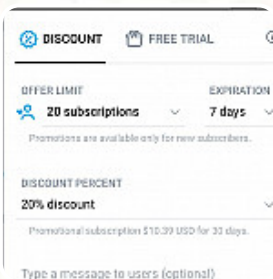 DISCOUNT
FREE TRIAL
OFFER LIMIT
EXPIRATION
20 subscriptions
7 days
Promotions are available only for new subscribers.
DISCOUNT PERCENT
20% discount
Promotional subscription $10.39 USD for 30 days.
Type a message to users (optional)